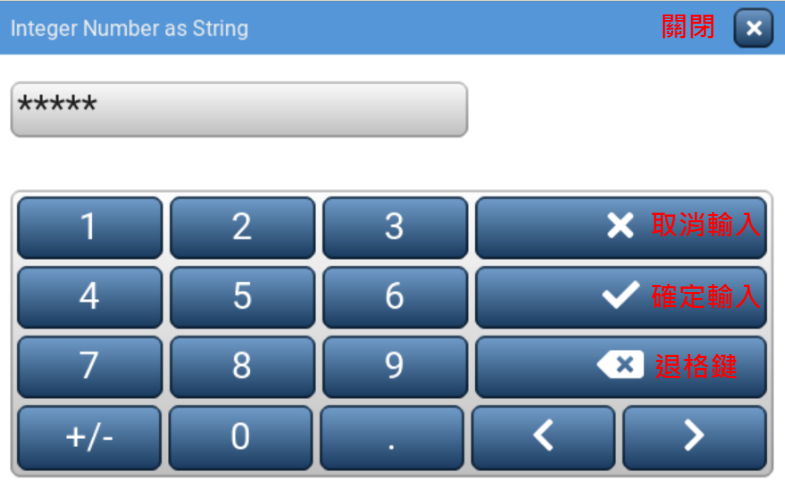 Integer Number as String 關閉
*****
1 2 3 取消輸入
4 5 6 確定輸入
7 8 9 退格鍵
+/- 0 . < >